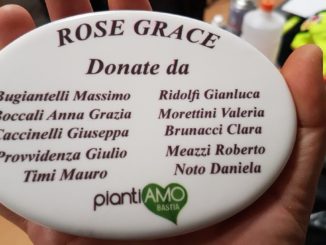 ROSE GRACE
Donate da
Bugiantelli Massimo
Boccali Anna Grazia
Caccinelli Giuseppa
Provvidenza Giulio
Timi Mauro
Ridolfi Gianluca
Morettini Valeria
Brunacci Clara
Meazzi Roberto
Noto Daniela
piantiAMO
BASTIA